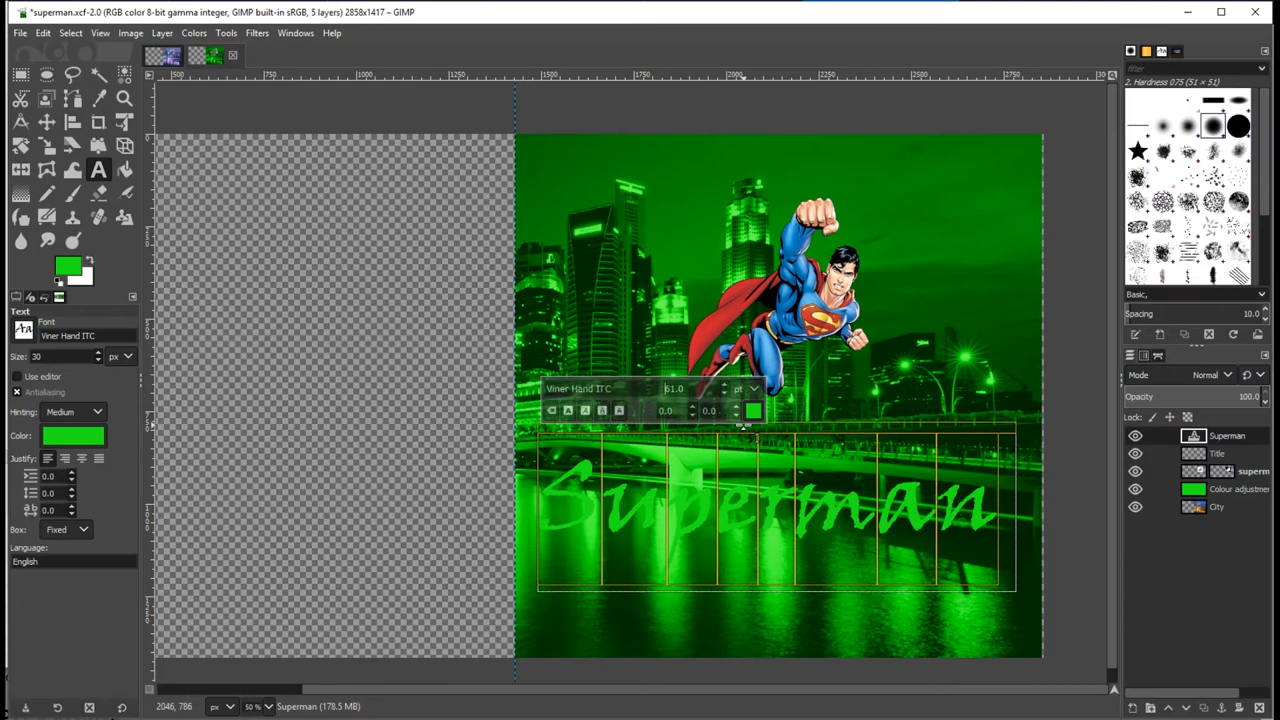 *superman.xcf-2.0 (RGB color 8-bit gamma integer, GIMP built-in sRGB, 5 layers) 2858x1417 – GIMP
File Edit Select View Image Layer Colors Tools Filters Windows Help
500 750 1000 1250 1500 1750 2000 2250 2500 2750
filter
2. Hardness 075 (51 × 51)
Basic,
Spacing 10.0
Text
Font
Viner Hand ITC
Size: 30 px
Use editor
Antialiasing
Hinting: Medium
Color:
Justify:
0.0
0.0
0.0
Box: Fixed
Language:
English
Viner Hand ITC 61.0 pt
0.0 0.0
Superman
Mode Normal
Opacity 100.0
Lock:
Superman
Title
superm
Colour adjustmer
City
2046, 786 px 50 % Superman (158.5 MB)